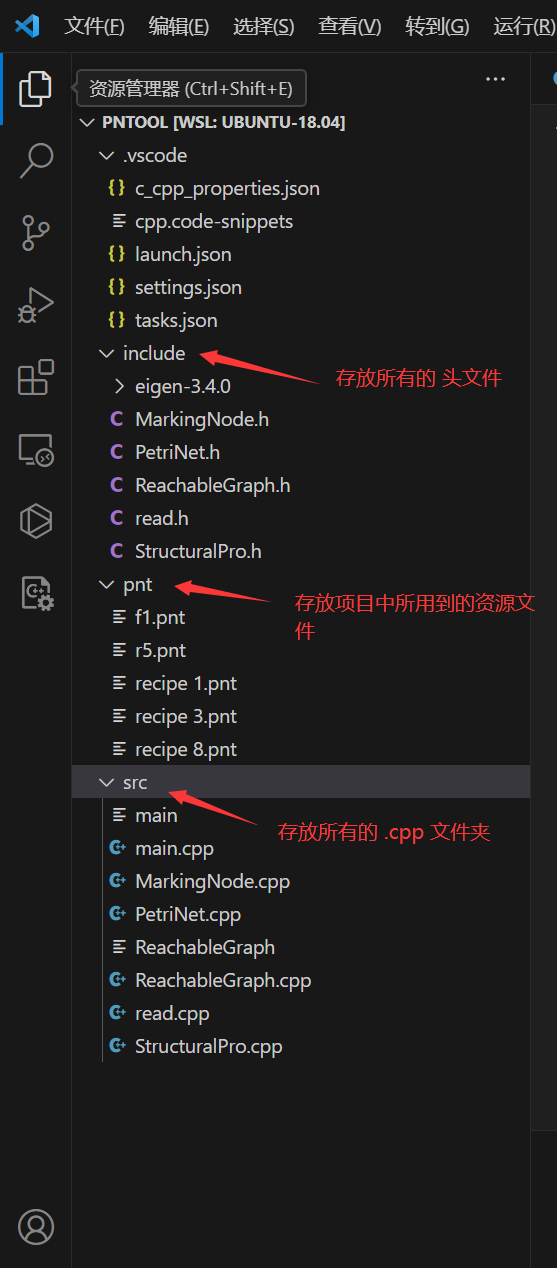 文件(F) 编辑(E) 选择(S) 查看(V) 转到(G) 运行(R)
资源管理器 (Ctrl+Shift+E)
PNTOOL [WSL: UBUNTU-18.04]
.vscode
{} c_cpp_properties.json
cpp.code-snippets
{} launch.json
{} settings.json
{} tasks.json
include
存放所有的 头文件
eigen-3.4.0
C MarkingNode.h
C PetriNet.h
C ReachableGraph.h
C read.h
C StructuralPro.h
pnt
存放项目中所用到的资源文
件
f1.pnt
r5.pnt
recipe 1.pnt
recipe 3.pnt
recipe 8.pnt
src
存放所有的 .cpp 文件夹
main
C++ main.cpp
C++ MarkingNode.cpp
C++ PetriNet.cpp
ReachableGraph
C++ ReachableGraph.cpp
C++ read.cpp
C++ StructuralPro.cpp